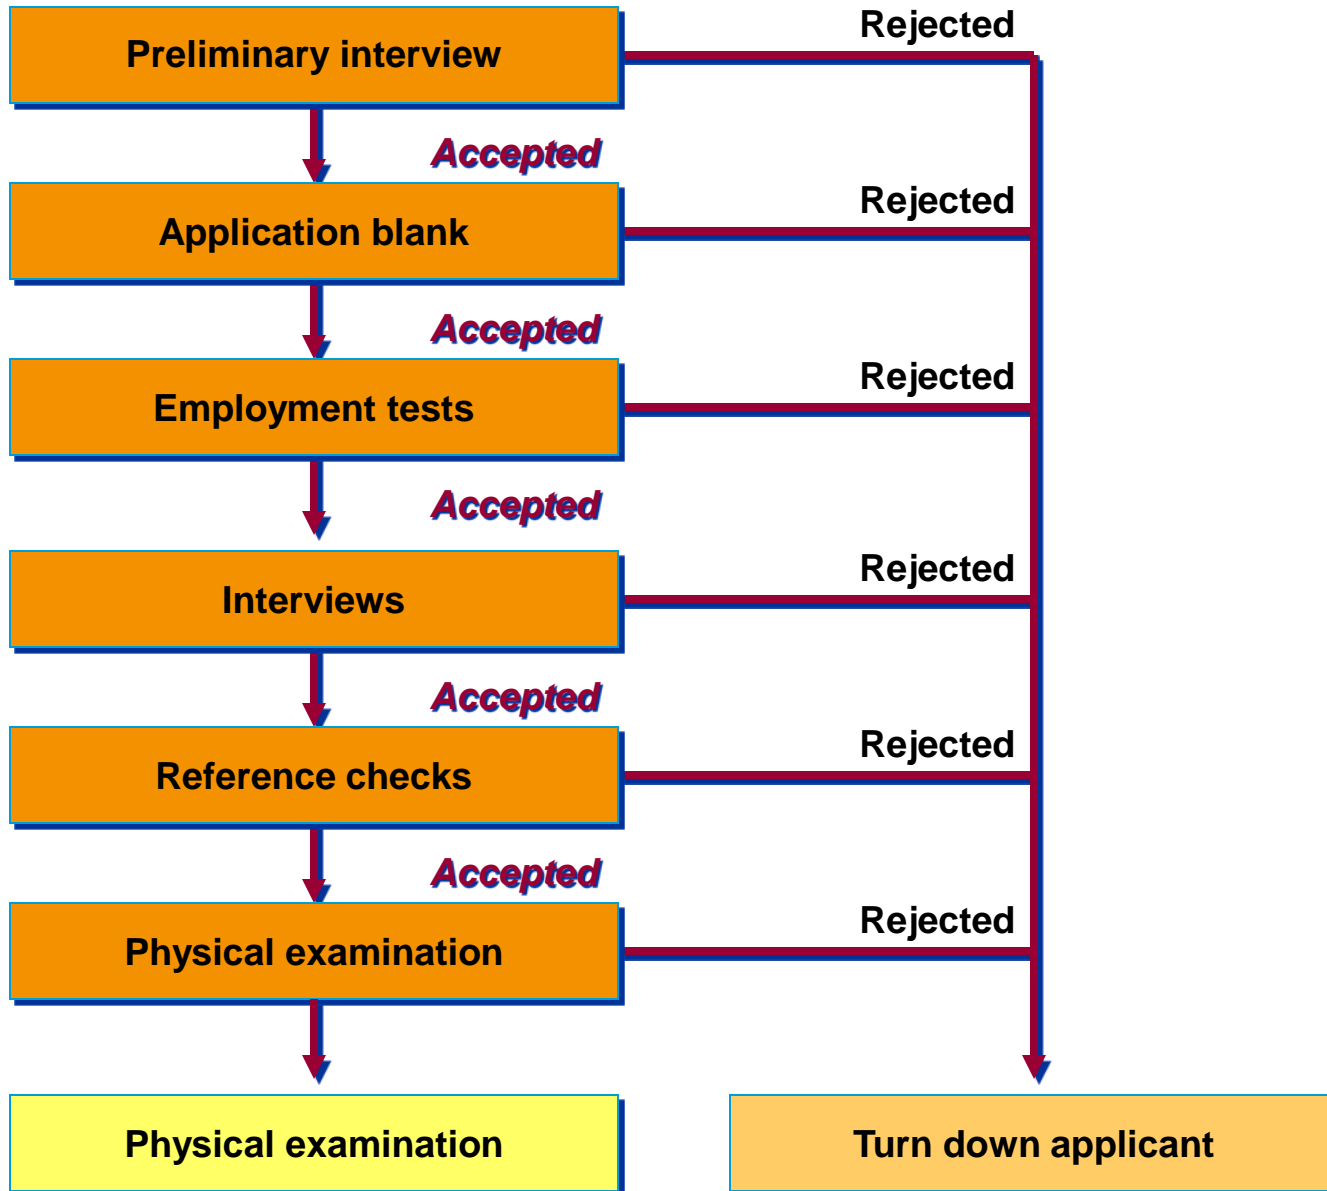 Rejected
Preliminary interview
Accepted
Rejected
Application blank
Accepted
Rejected
Employment tests
Accepted
Rejected
Interviews
Accepted
Rejected
Reference checks
Accepted
Rejected
Physical examination
Physical examination
Turn down applicant